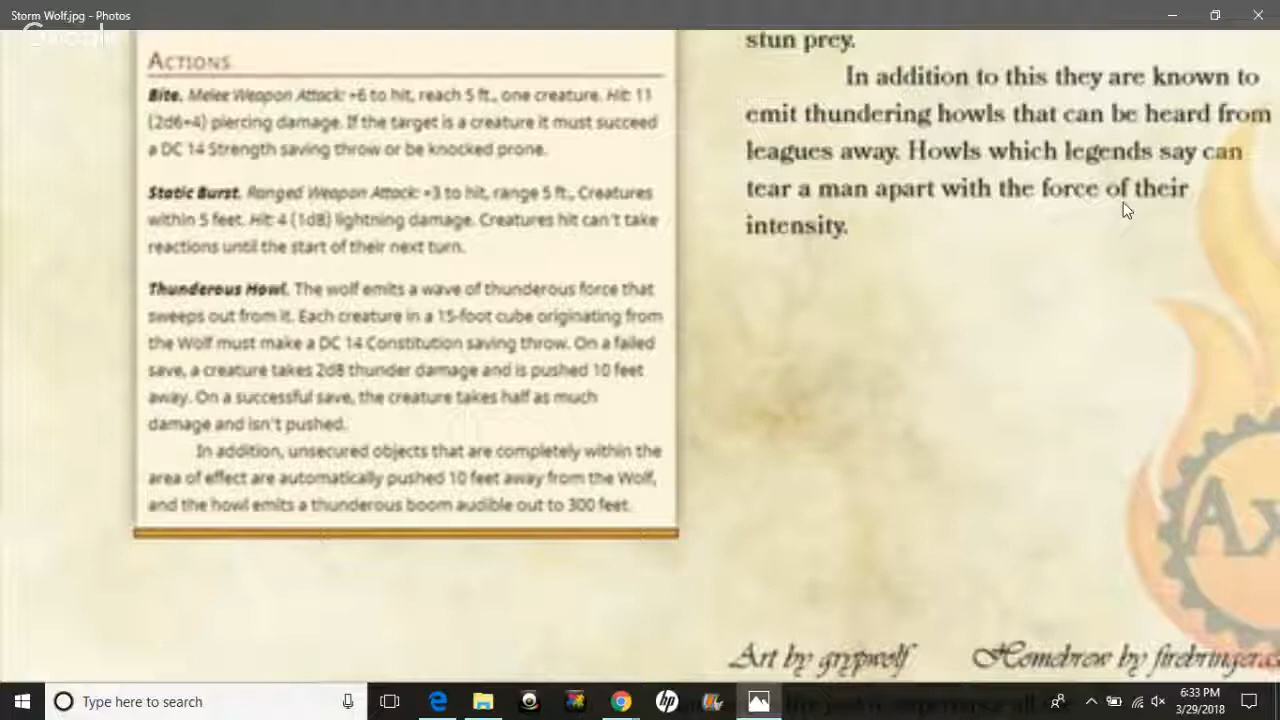 Storm Wolf.jpg - Photos
Google
ACTIONS
Bite. Melee Weapon Attack: +6 to hit, reach 5 ft., one creature. Hit: 11
(2d6+4) piercing damage. If the target is a creature it must succeed
a DC 14 Strength saving throw or be knocked prone.
Static Burst. Ranged Weapon Attack: +3 to hit, range 5 ft., Creatures
within 5 feet. Hit: 4 (1d8) lightning damage. Creatures hit can't take
reactions until the start of their next turn.
Thunderous Howl. The wolf emits a wave of thunderous force that
sweeps out from it. Each creature in a 15-foot cube originating from
the Wolf must make a DC 14 Constitution saving throw. On a failed
save, a creature takes 2d8 thunder damage and is pushed 10 feet
away. On a successful save, the creature takes half as much
damage and isn't pushed.
In addition, unsecured objects that are completely within the
area of effect are automatically pushed 10 feet away from the Wolf,
and the howl emits a thunderous boom audible out to 300 feet.
stun prey.
In addition to this they are known to
emit thundering howls that can be heard from
leagues away. Howls which legends say can
tear a man apart with the force of their
intensity.
Ax
Art by grypwolf
Homebrew by firebringer.
Type here to search
hp
6:33 PM
3/29/2018